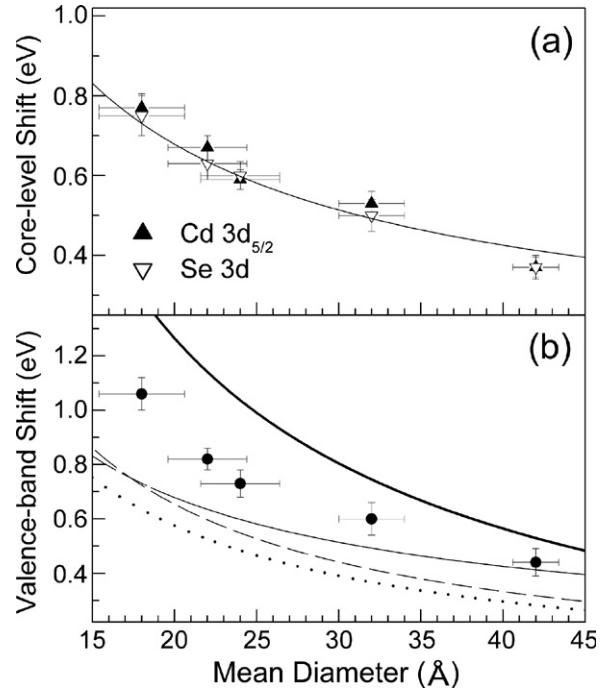 1.0
(a)
0.8
0.6
0.4
Core-level Shift (eV)
Cd 3d5/2
Se 3d
(b)
1.2
1.0
0.8
0.6
0.4
Valence-band Shift (eV)
15 20 25 30 35 40 45
Mean Diameter (Å)